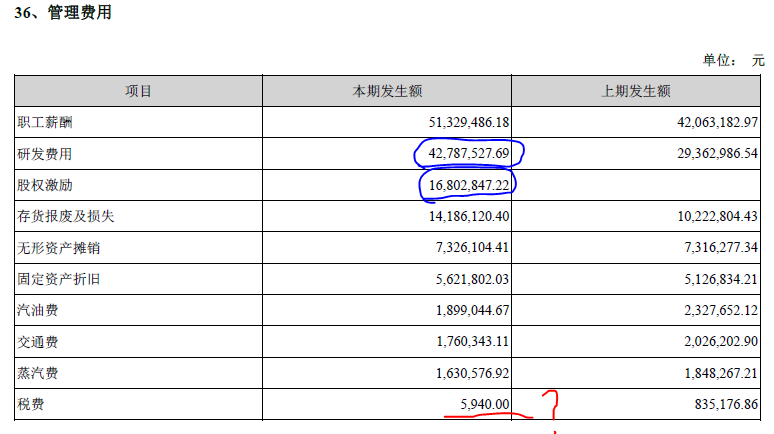 36、管理费用
单位： 元
项目 本期发生额 上期发生额
职工薪酬 51,329,486.18 42,063,182.97
研发费用 42,787,527.69 29,362,986.54
股权激励 16,802,847.22
存货报废及损失 14,186,120.40 10,222,804.43
无形资产摊销 7,326,104.41 7,316,277.34
固定资产折旧 5,621,802.03 5,126,834.21
汽油费 1,899,044.67 2,327,652.12
交通费 1,760,343.11 2,026,202.90
蒸汽费 1,630,576.92 1,848,267.21
税费 5,940.00 ? 835,176.86